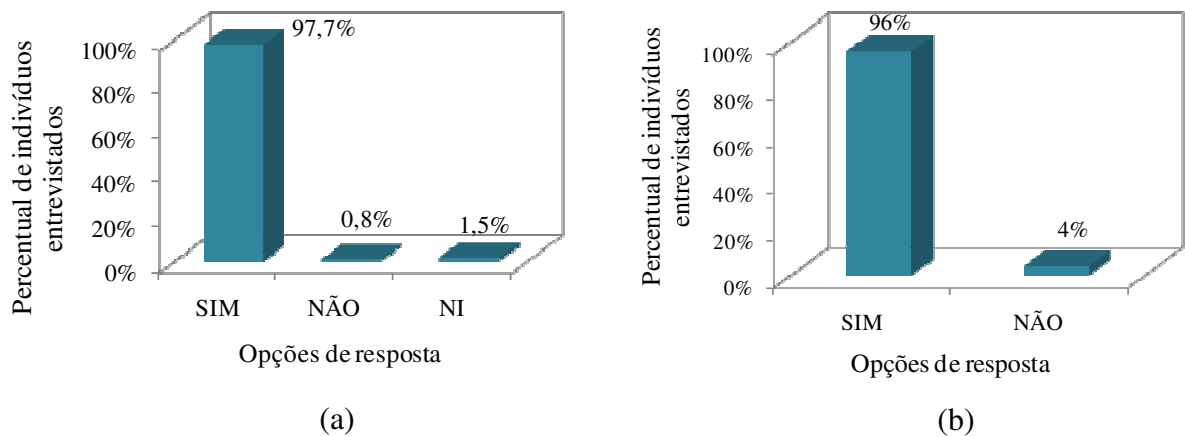 97,7%
100%
80%
60%
40%
20%
0%
Percentual de indivíduos
entrevistados
0,8%
1,5%
SIM NÃO NI
Opções de resposta
(a)
96%
100%
80%
60%
40%
20%
0%
Percentual de indivíduos
entrevistados
4%
SIM NÃO
Opções de resposta
(b)